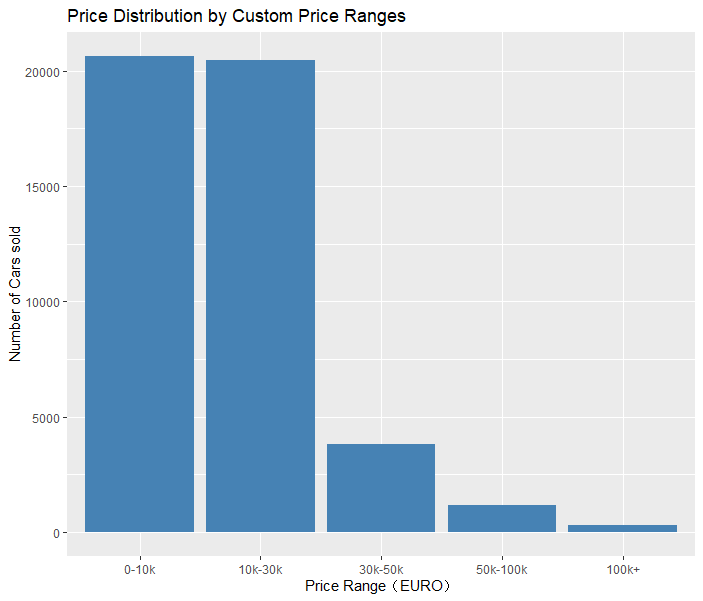 Price Distribution by Custom Price Ranges
20000
15000
10000
5000
0
Number of Cars sold
0-10k 10k-30k 30k-50k 50k-100k 100k+
Price Range（EURO）